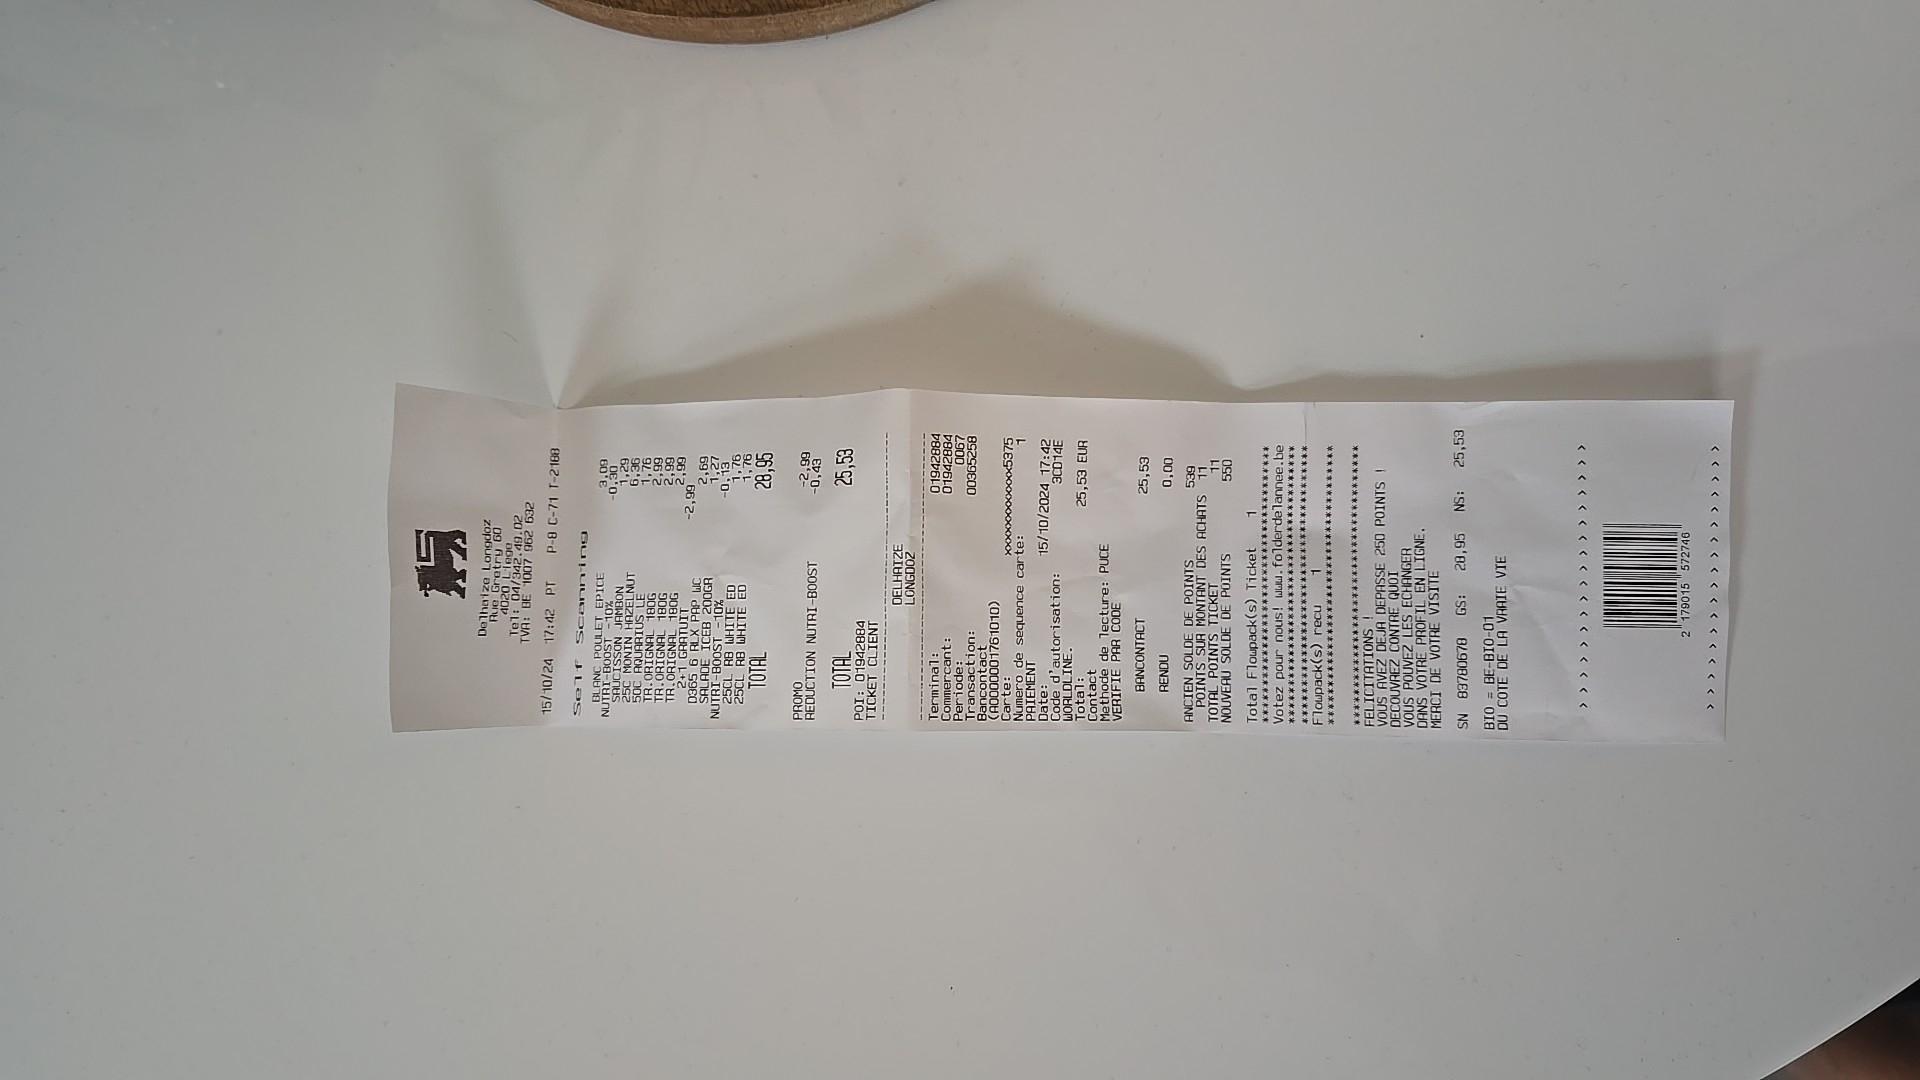 Delhaize Longdoz
Rue Gretry 60
4020 Liege
Tel: 04/342.49.02
TVA: BE 1007 962 632
15/10/24 17:42 PT P-8 C-71 T-2188
Self Scanning
BLANC POULET EPICE 3,09
NUTRI-BOOST -10% -0,30
SAUCISSON JAMBON 1,29
25C MONIN HAZELNUT 6,36
50C AQUARIUS LE 1,76
TR.ORIGNAL 180G 2,99
TR.ORIGNAL 180G 2,99
TR.ORIGNAL 180G 2,99
2+1 GRATUIT -2,99
D365 6 RLX PAP WC 2,69
SALADE ICEB 200GR 1,27
NUTRI-BOOST -10% -0,13
25CL RB WHITE ED 1,76
25CL RB WHITE ED 1,76
TOTAL 28,95
PROMO -2,99
REDUCTION NUTRI-BOOST -0,43
TOTAL 25,53
POI: 01942884
TICKET CLIENT
DELHAIZE
LONGDOZ
Terminal: 01942884
Commercant: 01942884
Periode: 0067
Transaction: 00365258
Bancontact
(A0000001761010)
Carte: xxxxxxxxxxxxx5375
Numero de sequence carte: 1
PAIEMENT
Date: 15/10/2024 17:42
Code d'autorisation: 3CD14E
WORLDLINE.
Total: 25,53 EUR
Contact
Methode de lecture: PUCE
VERIFIE PAR CODE
BANCONTACT 25,53
RENDU 0,00
ANCIEN SOLDE DE POINTS 539
POINTS SUR MONTANT DES ACHATS 11
TOTAL POINTS TICKET 11
NOUVEAU SOLDE DE POINTS 550
Total Flowpack(s) Ticket 1
Votez pour nous! www.folderdelannee.be
Flowpack(s) recu 1
FELICITATIONS !
VOUS AVEZ DEJA DEPASSE 250 POINTS !
DECOUVREZ CONTRE QUOI
VOUS POUVEZ LES ECHANGER
DANS VOTRE PROFIL EN LIGNE.
MERCI DE VOTRE VISITE
SN 83780678 GS: 28,95 NS: 25,53
BIO = BE-BIO-01
DU COTE DE LA VRAIE VIE
2 179015 572746